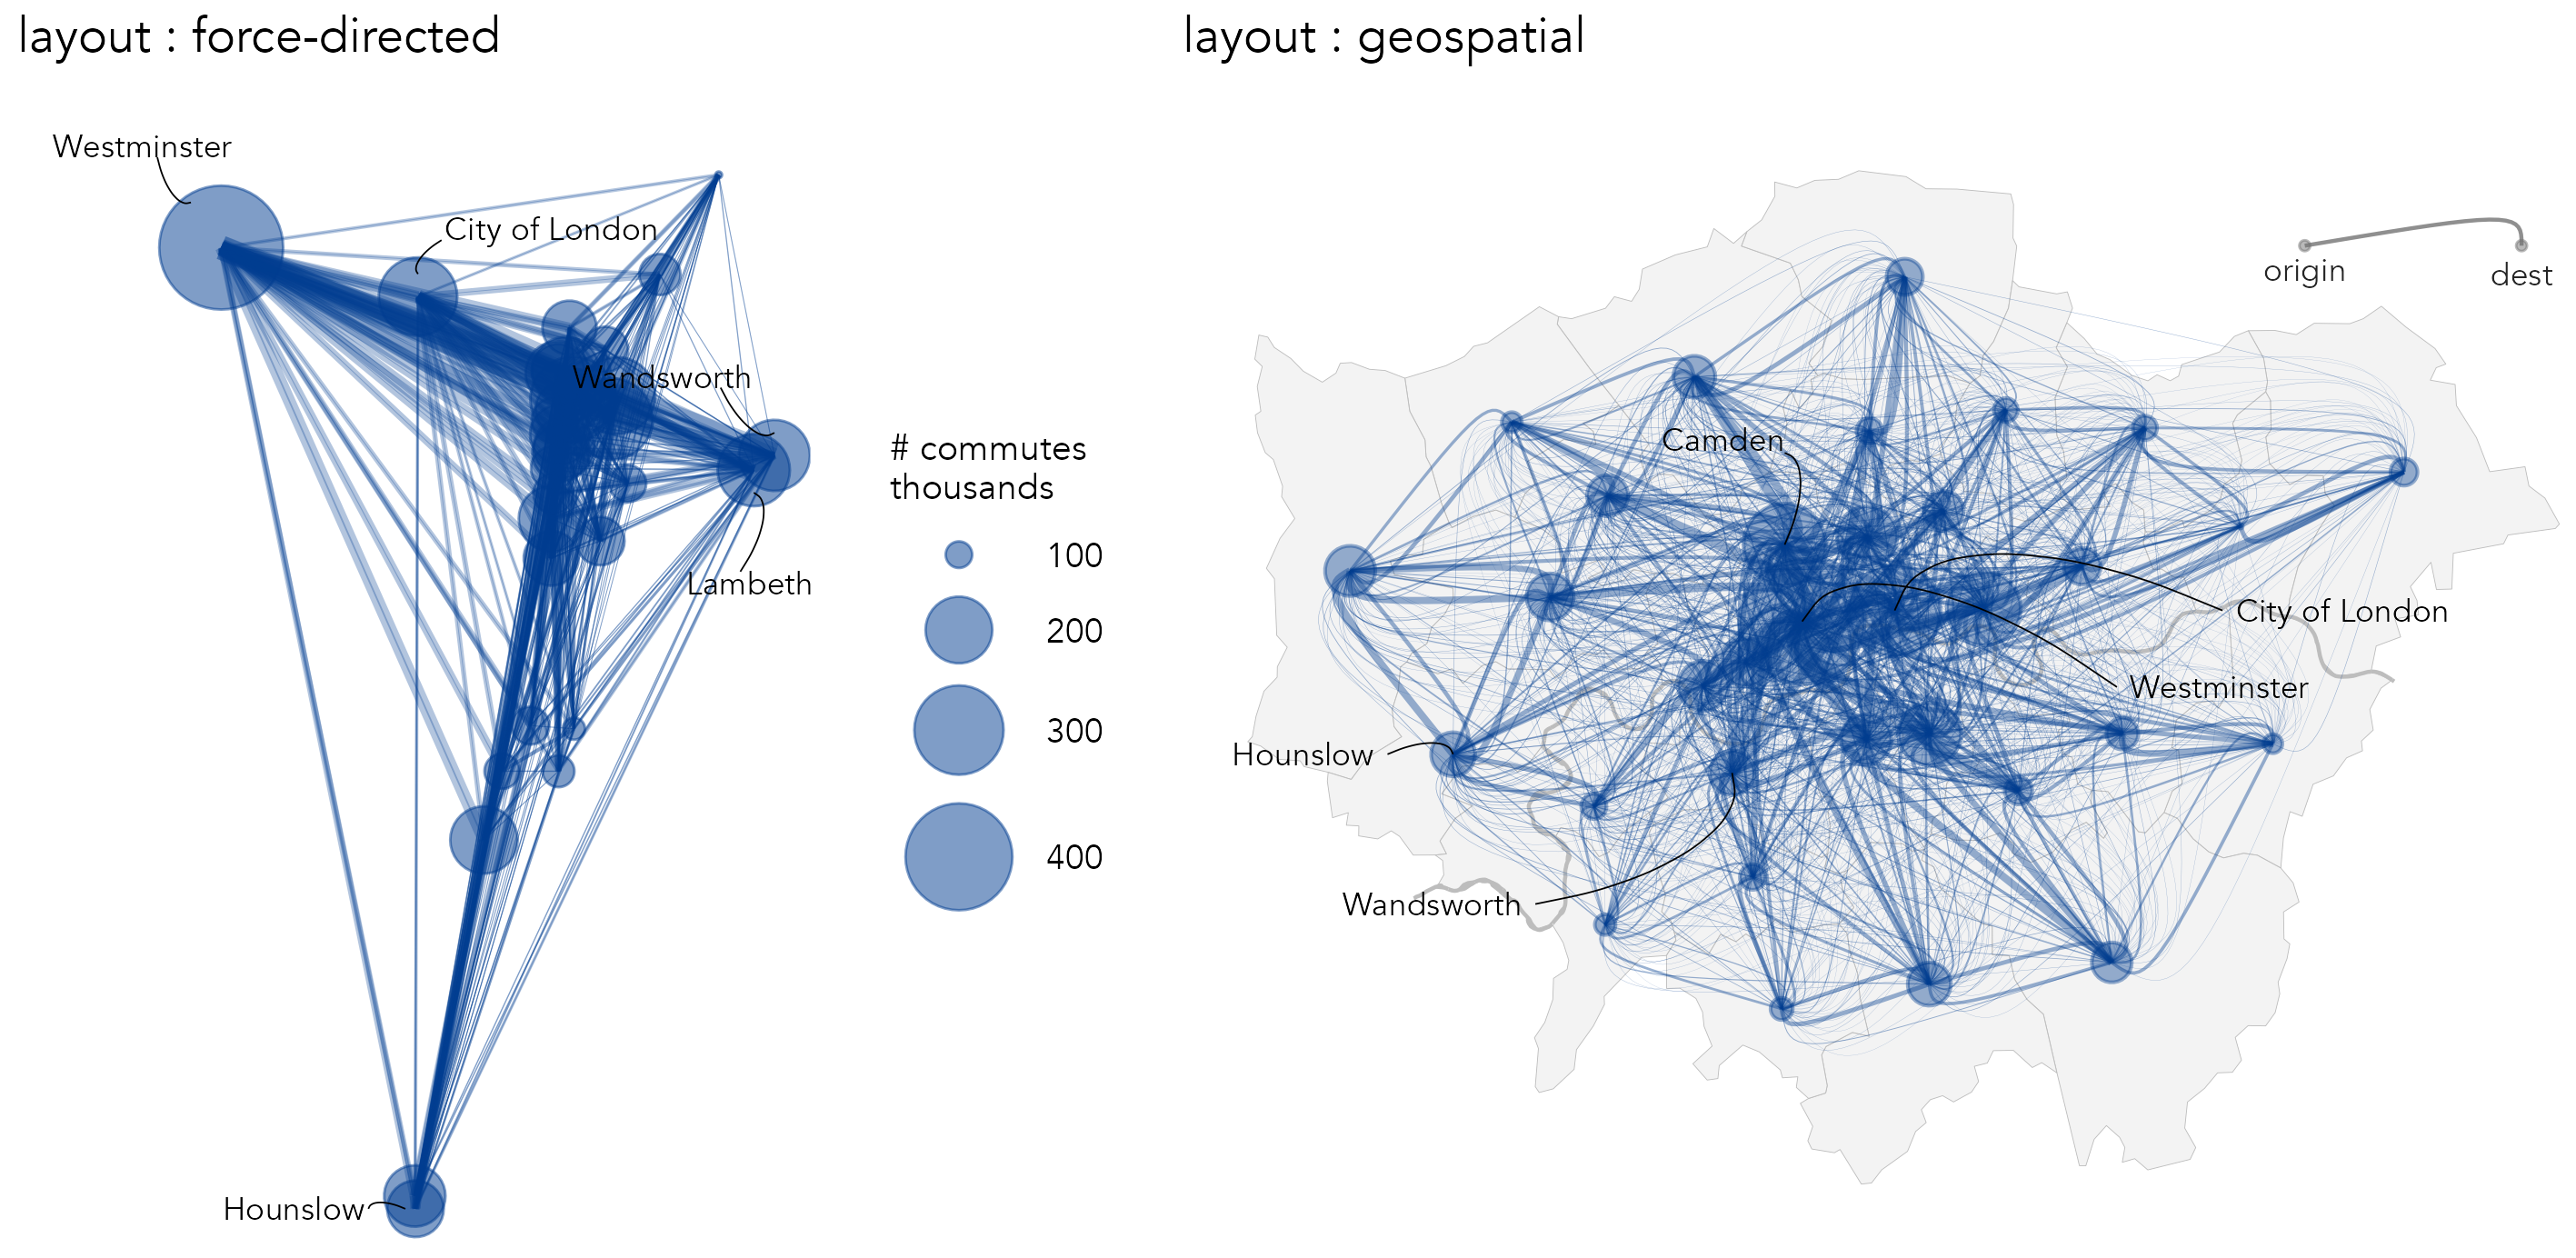 layout : force-directed
Westminster
City of London
Wandsworth
Lambeth
Hounslow
# commutes
thousands
100
200
300
400
layout : geospatial
origin
dest
Camden
City of London
Westminster
Hounslow
Wandsworth